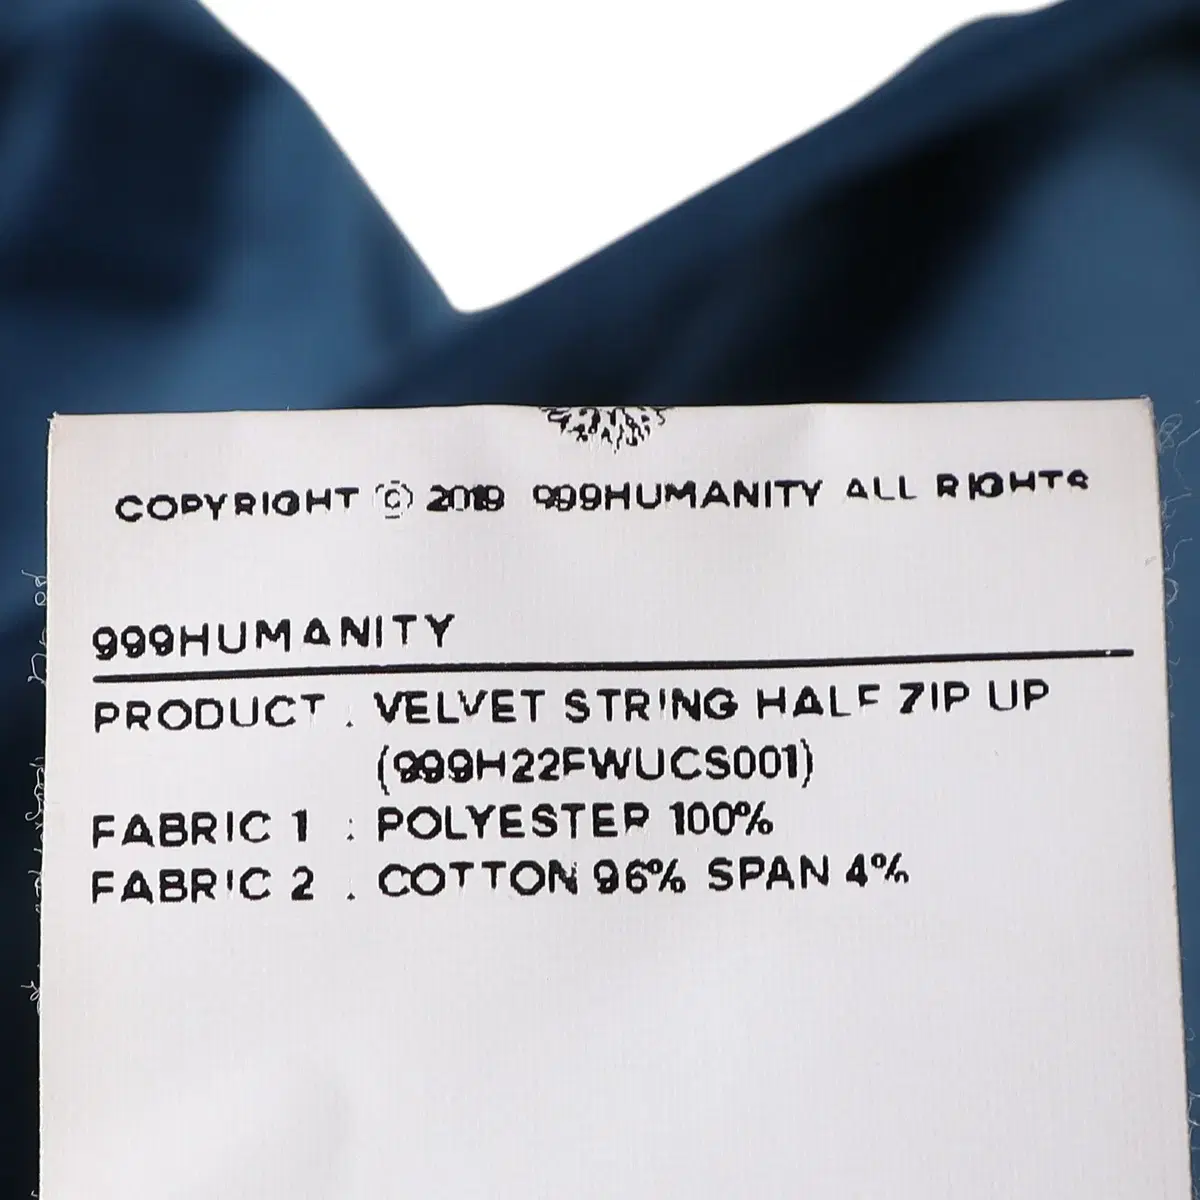 COPYRIGHT © 2019 999HUMANITY ALL RIGHTS
999HUMANITY
PRODUCT : VELVET STRING HALF ZIP UP
(999H22FWUCS001)
FABRIC 1 : POLYESTER 100%
FABRIC 2 : COTTON 96% SPAN 4%